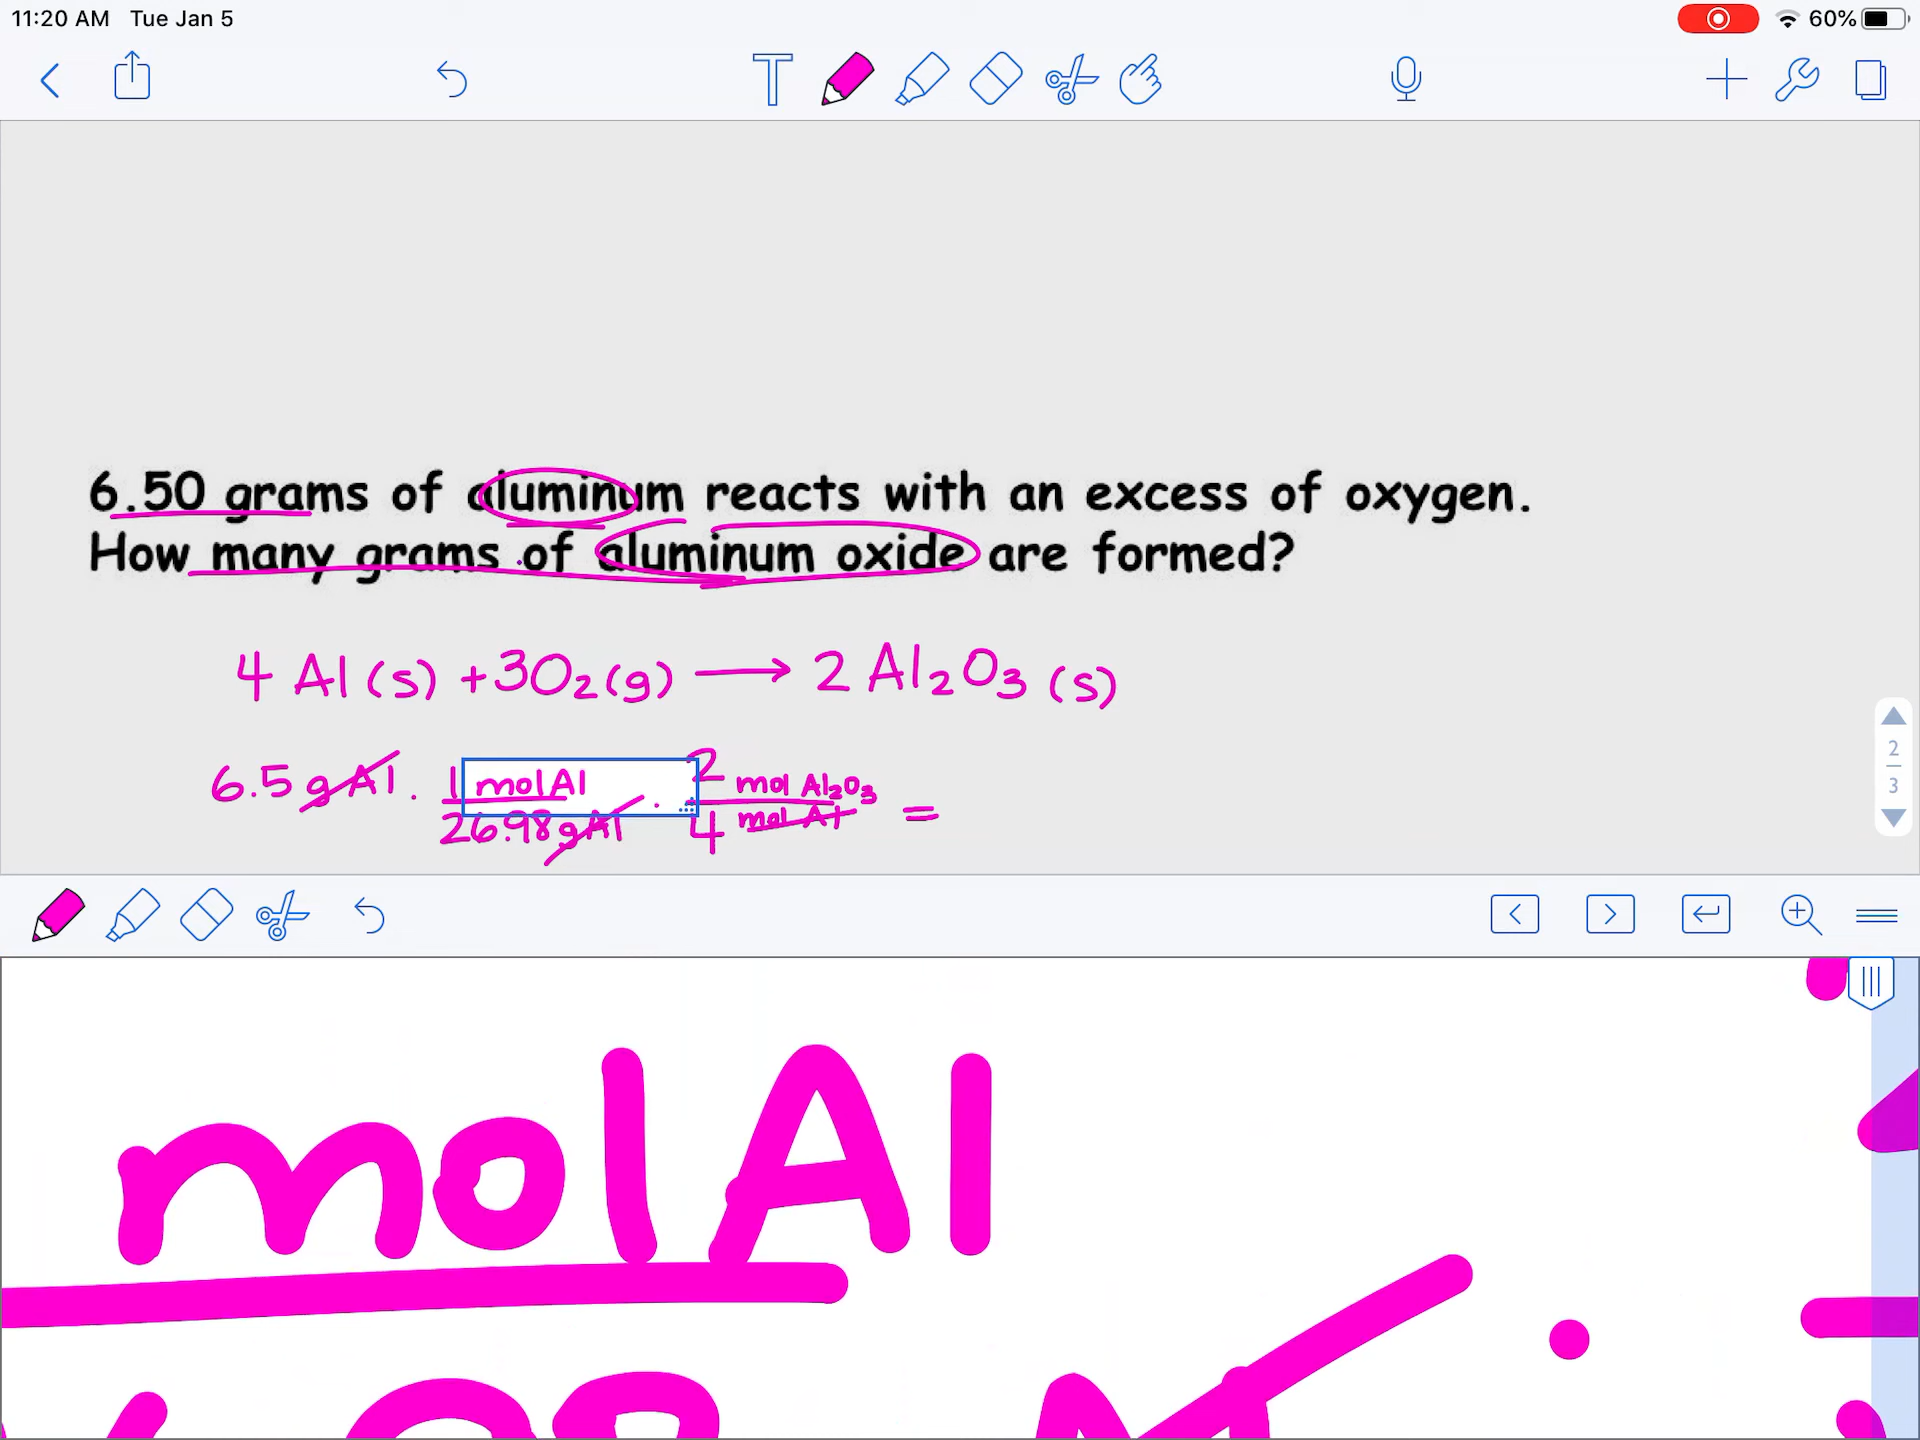 11:20 AM Tue Jan 5 60%
T
6.50 grams of aluminum reacts with an excess of oxygen.
How many grams of aluminum oxide are formed?
4 Al (s) + 3O₂ (g) ⟶ 2 Al₂O₃ (s)
6.5 g Al . 1 mol Al . 2 mol Al₂O₃ =
26.98 g Al 4 mol Al
2
3
mol Al